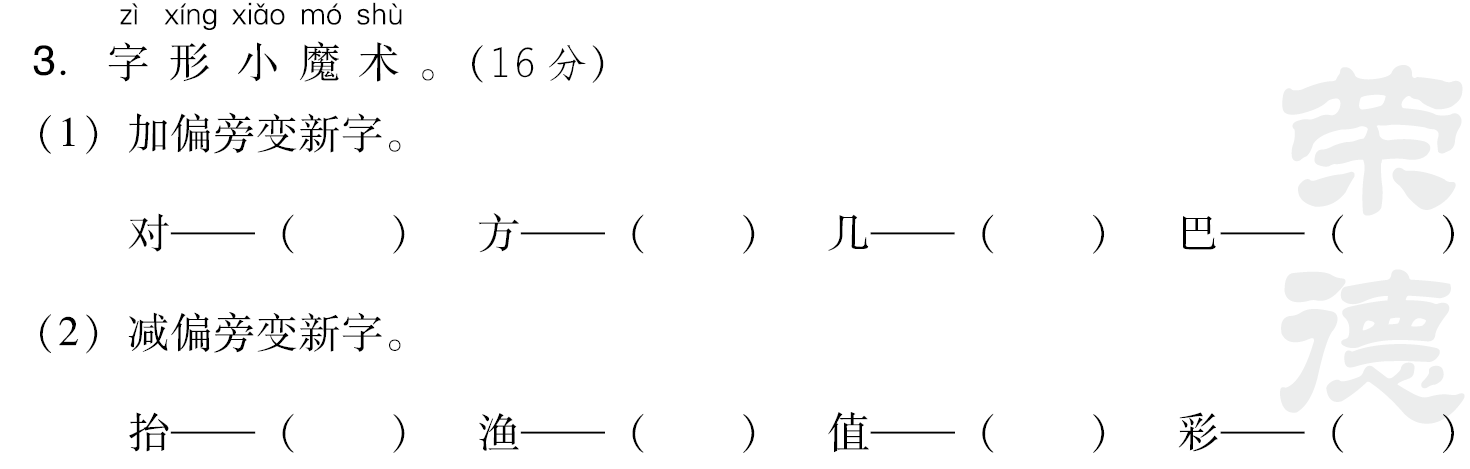 zì xíng xiǎo mó shù
3. 字形小魔术。(16分)
(1) 加偏旁变新字。
对——（　　） 方——（　　） 几——（　　） 巴——（　　）
(2) 减偏旁变新字。
抬——（　　） 渔——（　　） 值——（　　） 彩——（　　）
荣
德